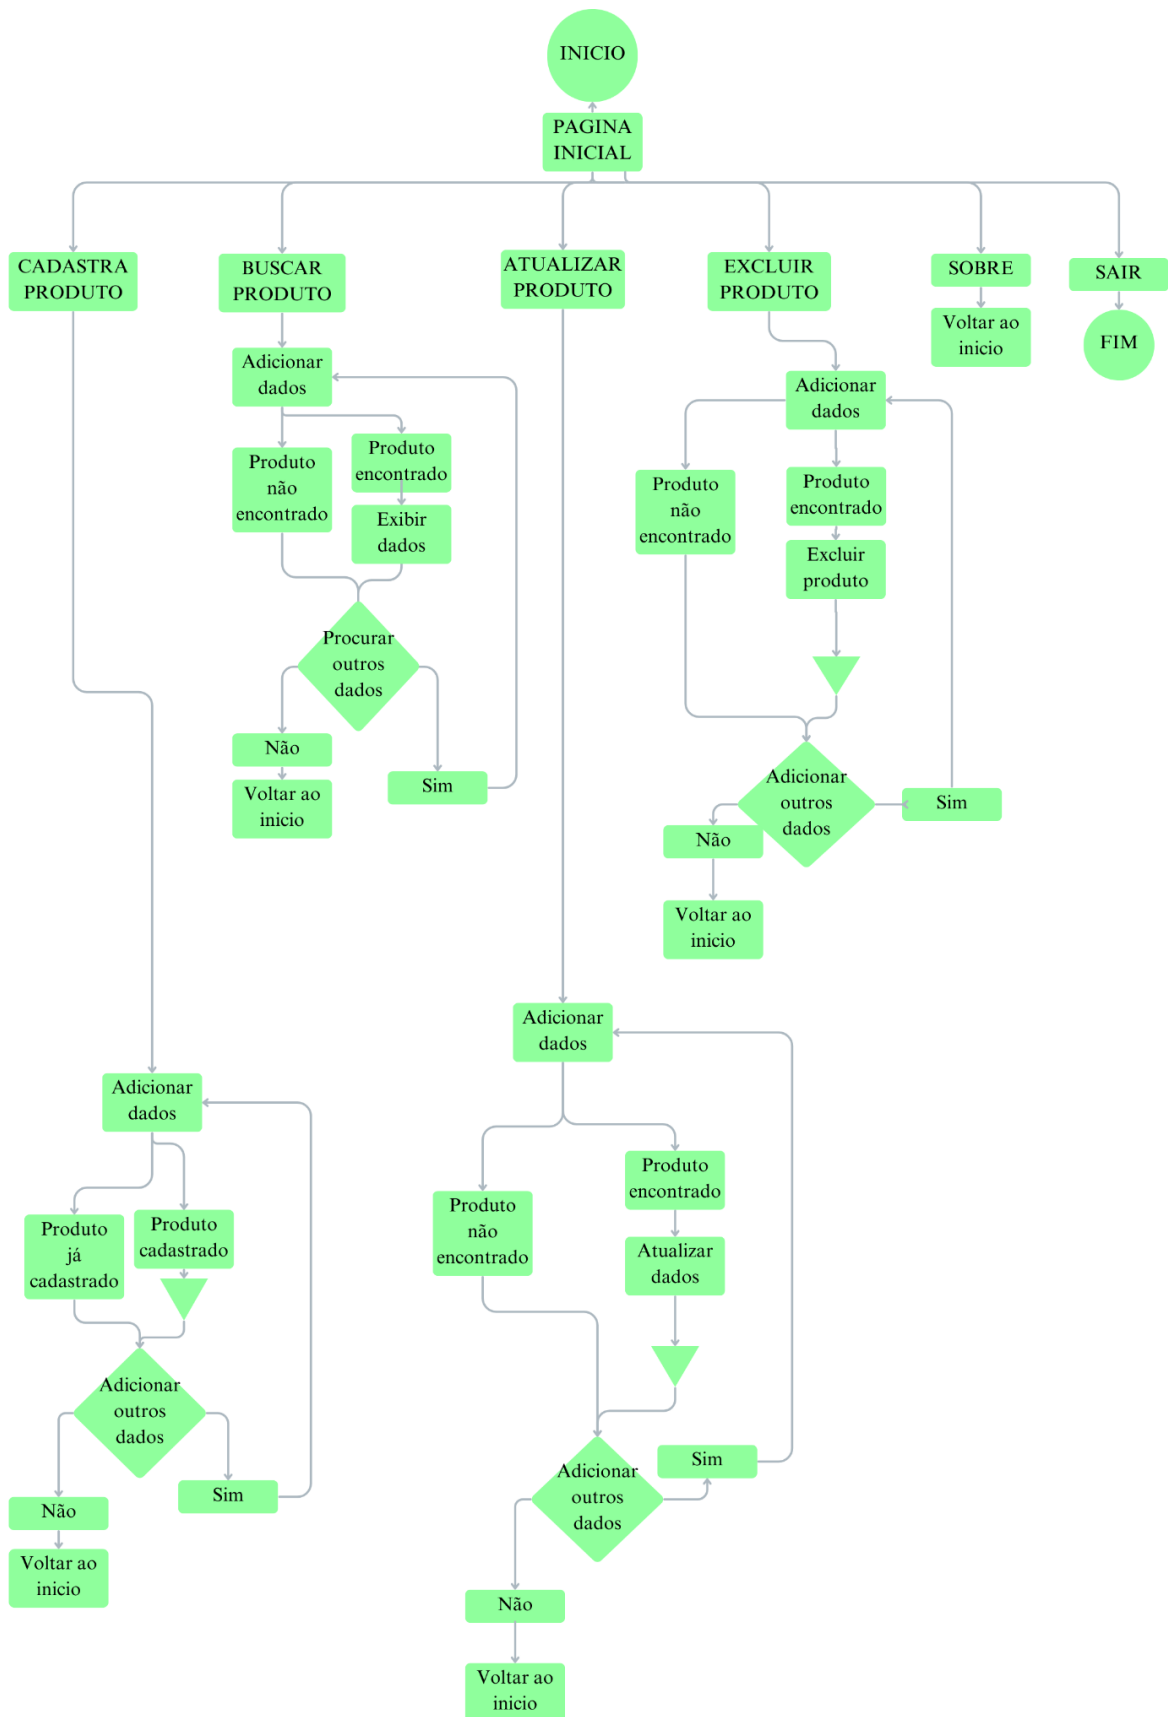 INICIO
PAGINA
INICIAL
CADASTRA
PRODUTO
BUSCAR
PRODUTO
ATUALIZAR
PRODUTO
EXCLUIR
PRODUTO
SOBRE
SAIR
Voltar ao
inicio
FIM
Adicionar
dados
Produto
não
encontrado
Produto
encontrado
Exibir
dados
Procurar
outros
dados
Não
Voltar ao
inicio
Sim
Adicionar
dados
Produto
não
encontrado
Produto
encontrado
Excluir
produto
Adicionar
outros
dados
Sim
Não
Voltar ao
inicio
Adicionar
dados
Produto
não
encontrado
Produto
encontrado
Atualizar
dados
Adicionar
outros
dados
Sim
Não
Voltar ao
inicio
Adicionar
dados
Produto
já
cadastrado
Produto
cadastrado
Adicionar
outros
dados
Sim
Não
Voltar ao
inicio